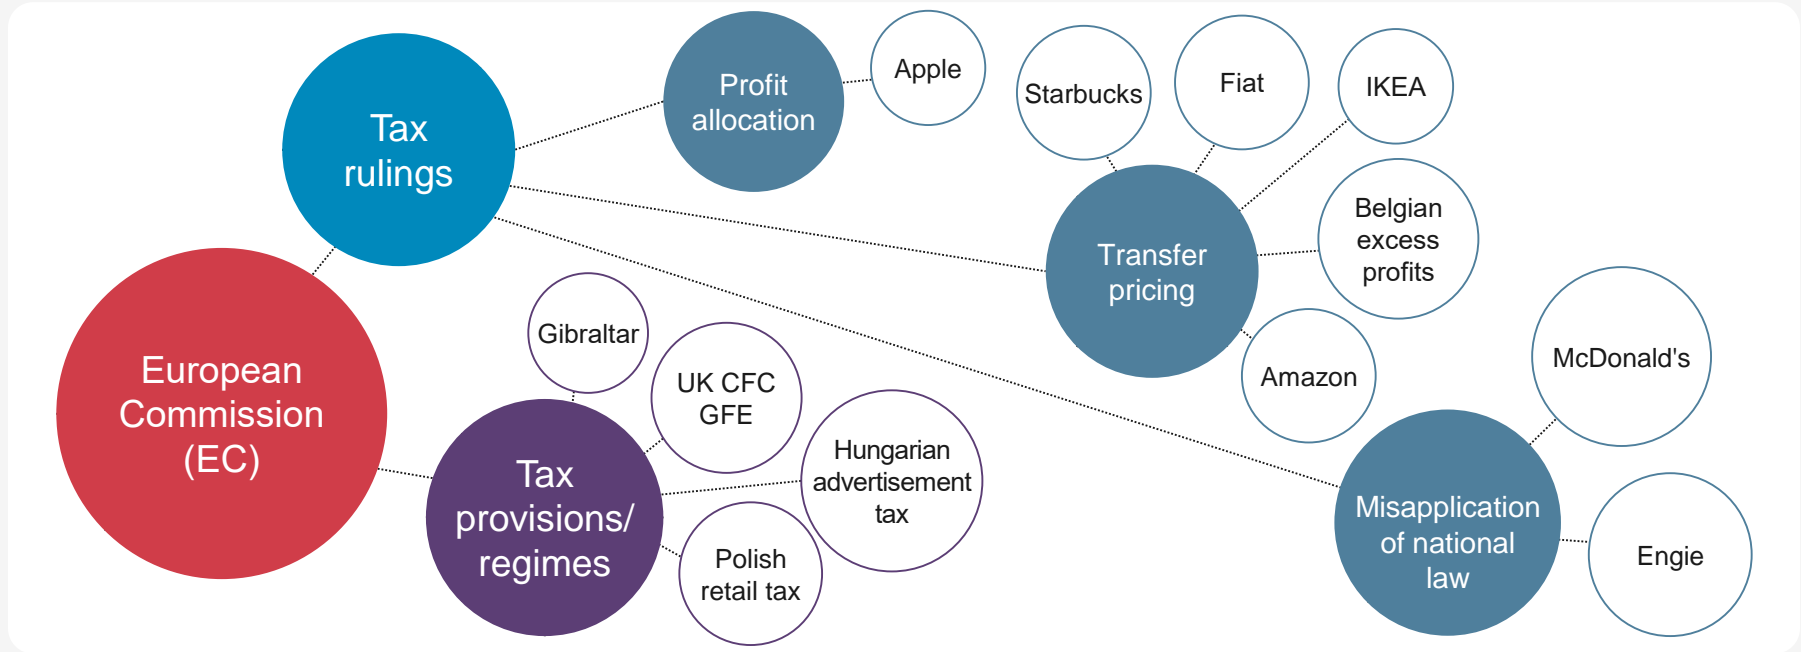 Tax
rulings
Profit
allocation
Apple
Starbucks
Fiat
IKEA
Belgian
excess
profits
Transfer
pricing
Amazon
McDonald's
Misapplication
of national
law
Engie
European
Commission
(EC)
Gibraltar
UK CFC
GFE
Hungarian
advertisement
tax
Tax
provisions/
regimes
Polish
retail tax